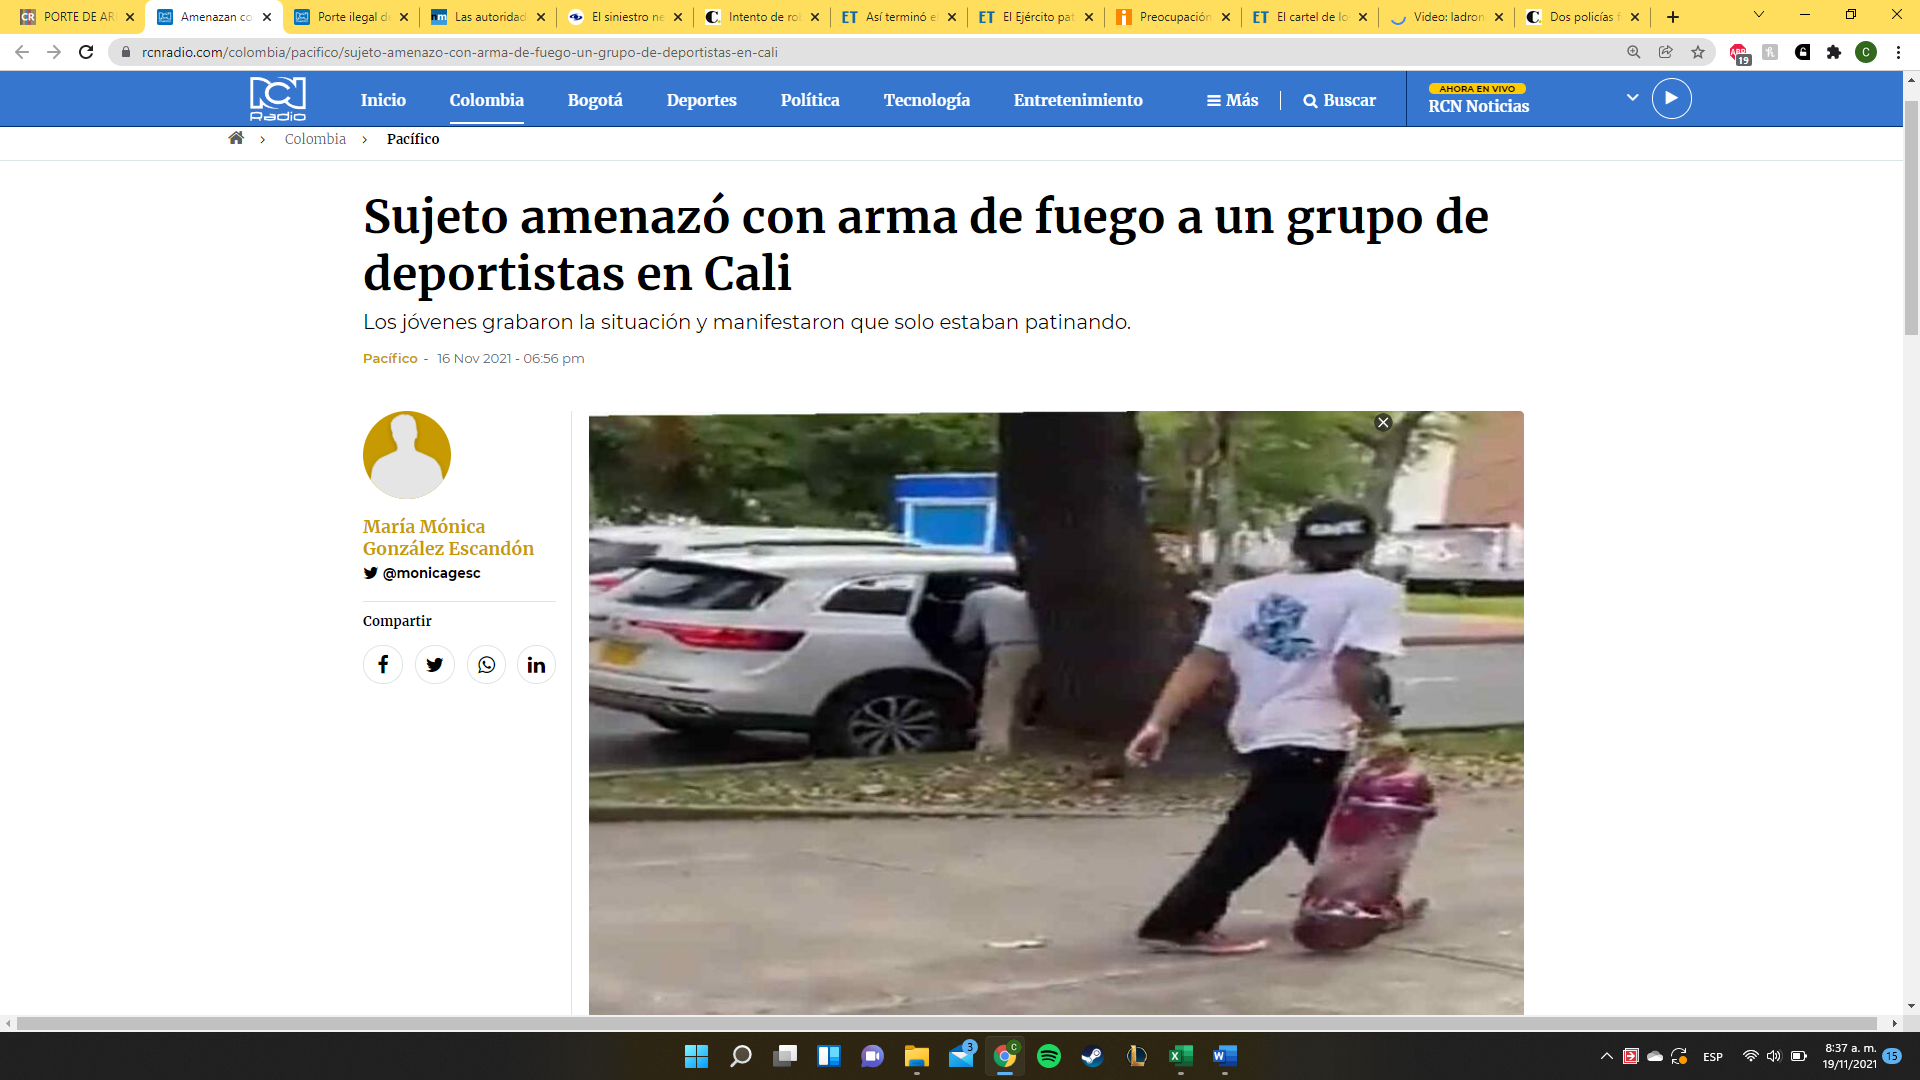 PORTE DE AR
Amenazan co
Porte ilegal d
Las autoridad
El siniestro ne
Intento de rob
Así terminó e
El Ejército pat
Preocupación
El cartel de lo
Video: ladron
Dos policías f
rcnradio.com/colombia/pacifico/sujeto-amenazo-con-arma-de-fuego-un-grupo-de-deportistas-en-cali
19
C
RCN Radio
Inicio
Colombia
Bogotá
Deportes
Política
Tecnología
Entretenimiento
Más
Buscar
AHORA EN VIVO
RCN Noticias
Colombia
Pacífico
Sujeto amenazó con arma de fuego a un grupo de
deportistas en Cali
Los jóvenes grabaron la situación y manifestaron que solo estaban patinando.
Pacífico - 16 Nov 2021 - 06:56 pm
María Mónica
González Escandón
@monicagesc
Compartir
3
ESP
8:37 a. m.
19/11/2021
15